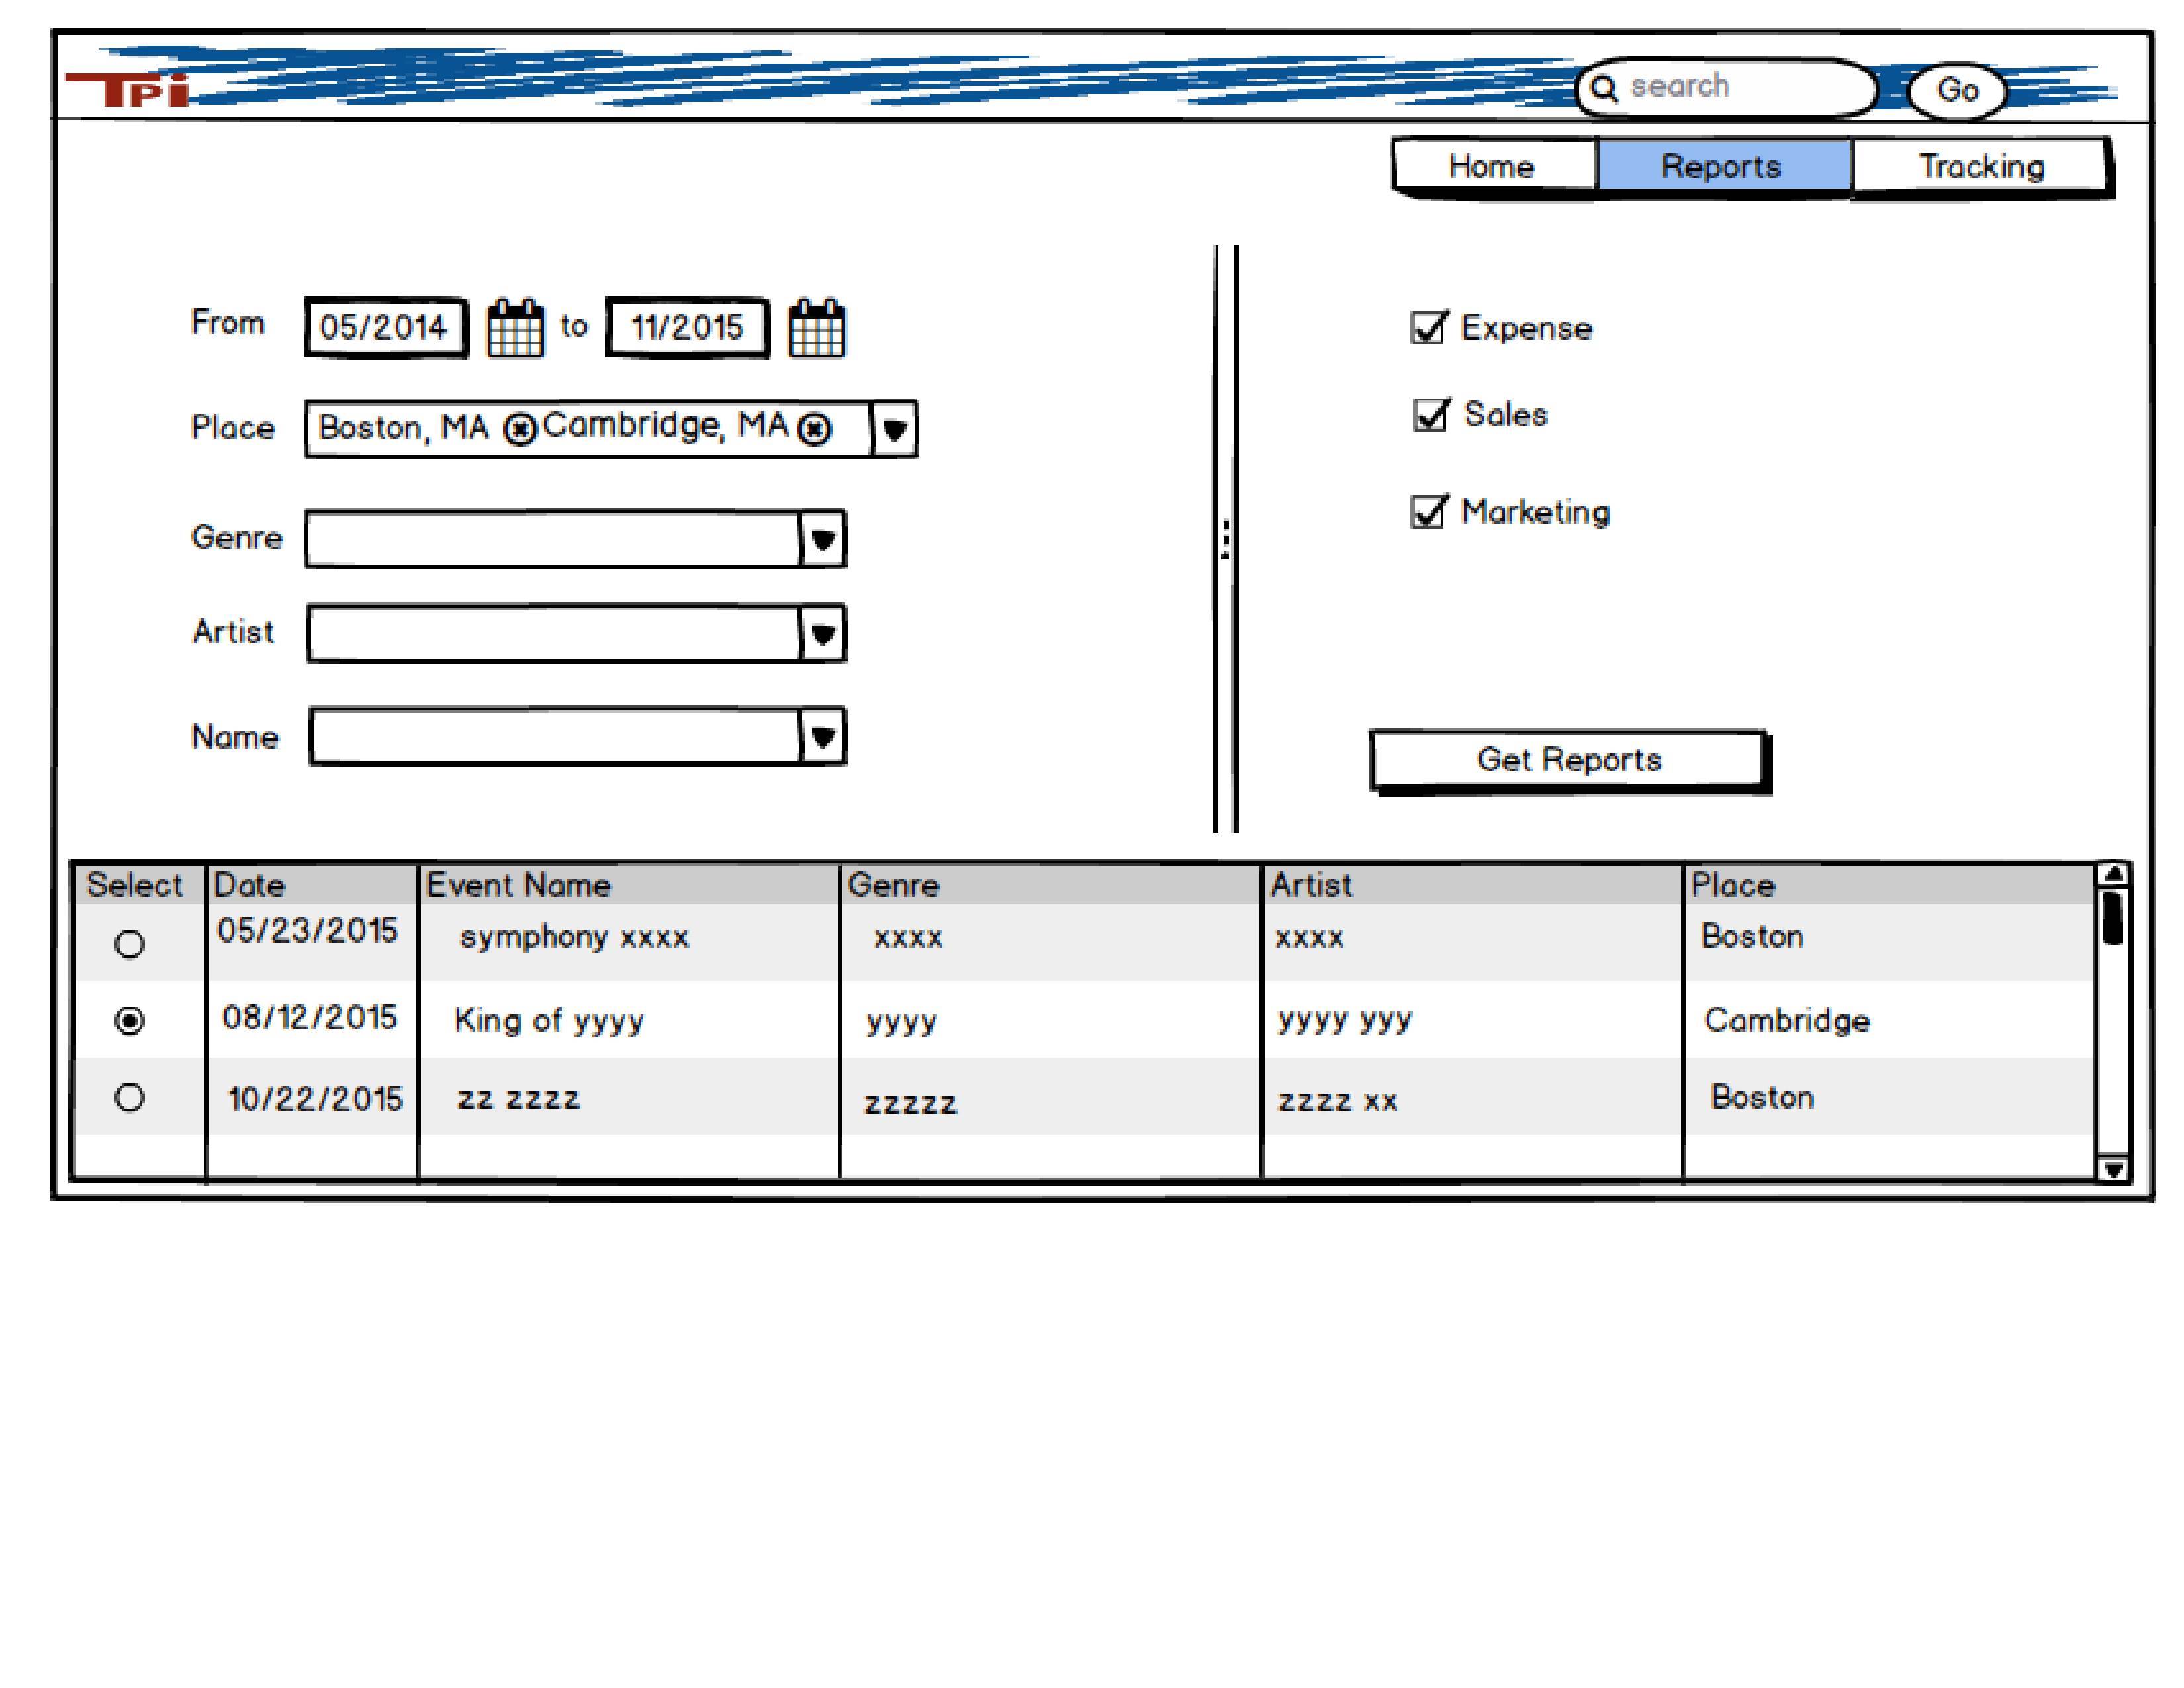 TPi
search Go
Home Reports Tracking
From 05/2014 to 11/2015
Expense
Place Boston, MA Cambridge, MA
Sales
Genre
Marketing
Artist
Name
Get Reports
Select Date Event Name Genre Artist Place
05/23/2015 symphony xxxx xxxx xxxx Boston
08/12/2015 King of yyyy yyyy yyyy yyy Cambridge
10/22/2015 zz zzzz zzzzz zzzz xx Boston